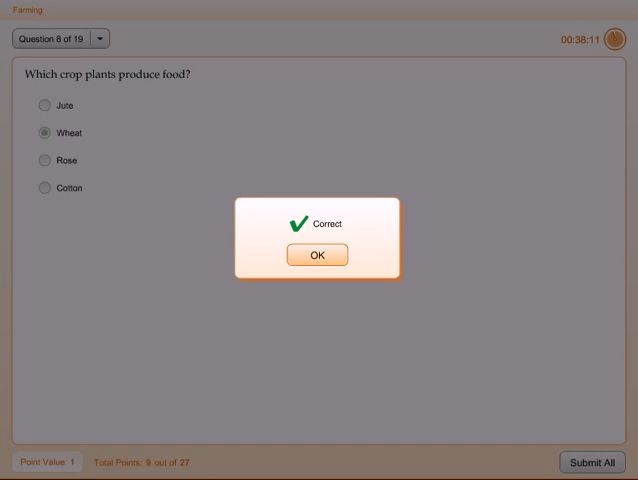 Farming
Question 8 of 19
00:38:11
Which crop plants produce food?
Jute
Wheat
Rose
Cotton
Correct
OK
Point Value: 1
Total Points: 9 out of 27
Submit All